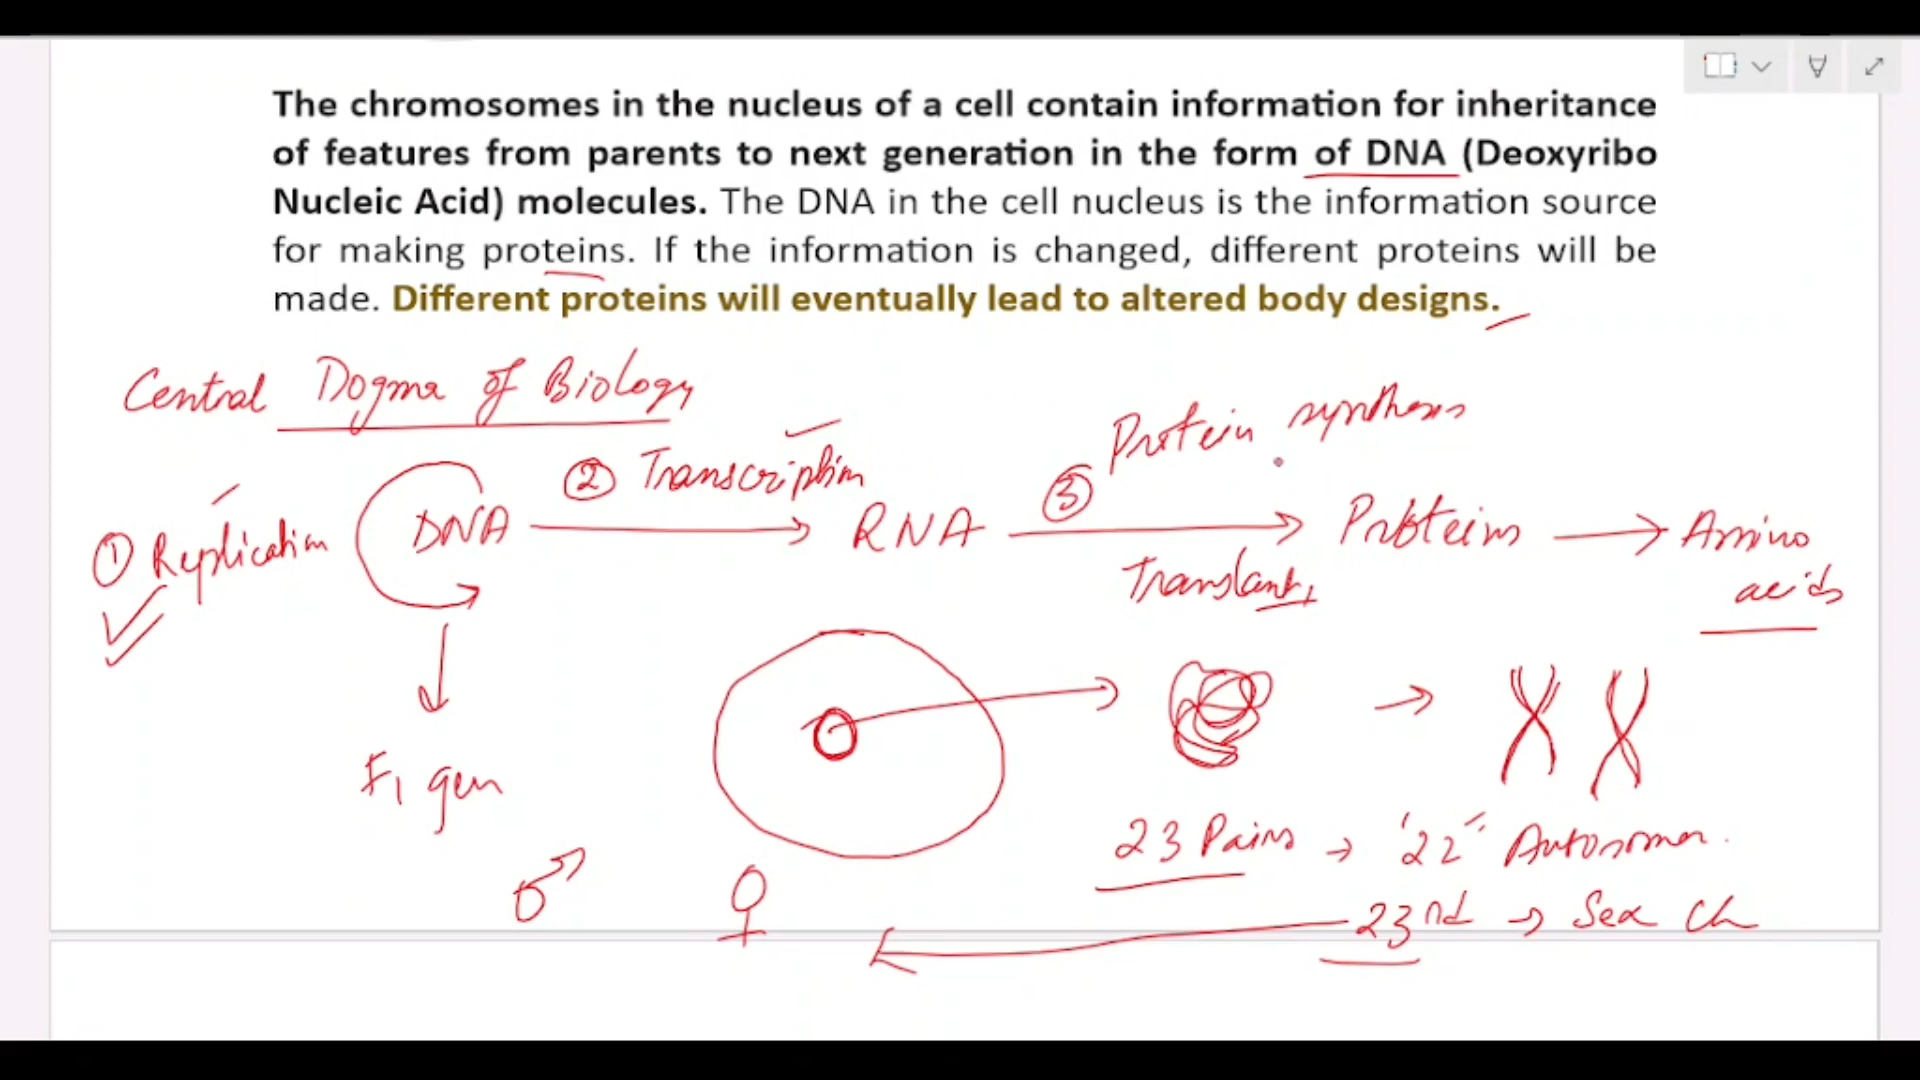 The chromosomes in the nucleus of a cell contain information for inheritance
of features from parents to next generation in the form of DNA (Deoxyribo
Nucleic Acid) molecules. The DNA in the cell nucleus is the information source
for making proteins. If the information is changed, different proteins will be
made. Different proteins will eventually lead to altered body designs.
Central Dogma of Biology
Protein synthesis
② Transcription
③
① Replication
DNA
RNA
Proteins
Amino
acids
F1 gen
♂
♀
23 Pairs → '22' Autosomes.
23rd → Sex Ch